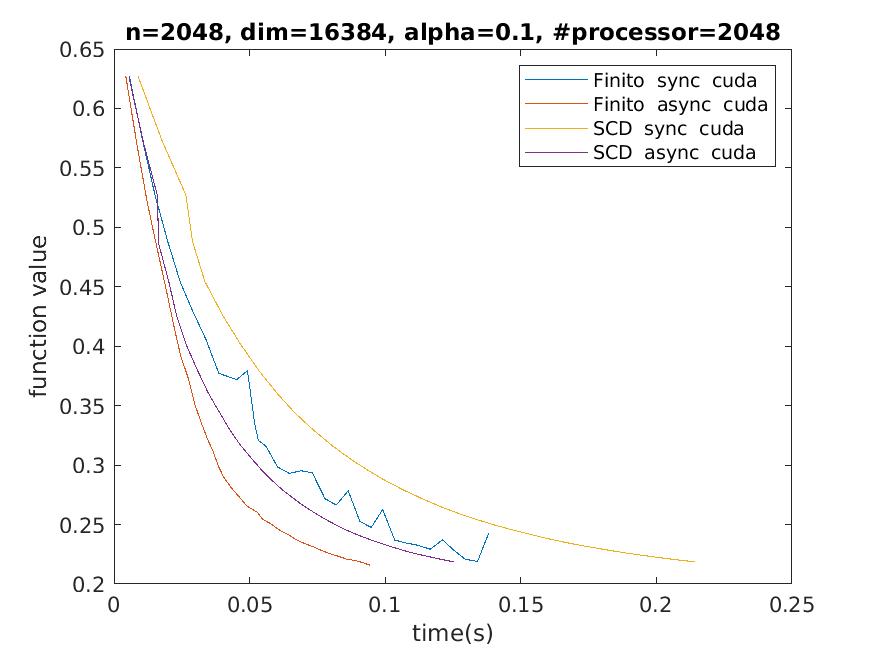 n=2048, dim=16384, alpha=0.1, #processor=2048
0.65
0.6
0.55
0.5
0.45
0.4
0.35
0.3
0.25
0.2
function value
Finito sync cuda
Finito async cuda
SCD sync cuda
SCD async cuda
0 0.05 0.1 0.15 0.2 0.25
time(s)